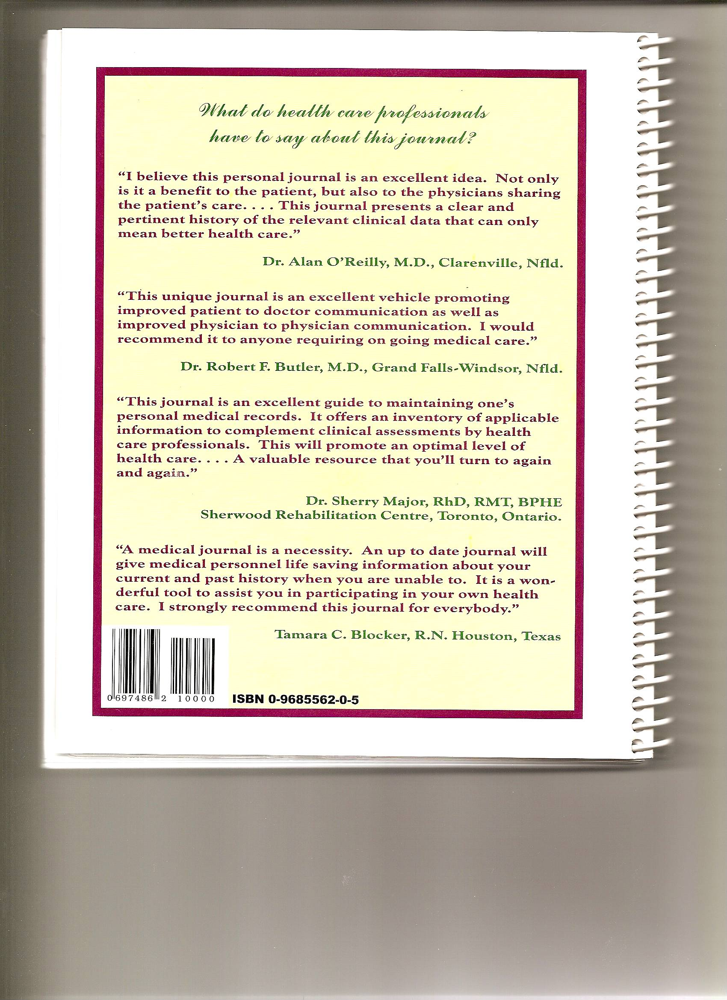 What do health care professionals
have to say about this journal?
“I believe this personal journal is an excellent idea.  Not only
is it a benefit to the patient, but also to the physicians sharing
the patient’s care. . . . This journal presents a clear and
pertinent history of the relevant clinical data that can only
mean better health care.”
Dr. Alan O’Reilly, M.D., Clarenville, Nfld.
“This unique journal is an excellent vehicle promoting
improved patient to doctor communication as well as
improved physician to physician communication.  I would
recommend it to anyone requiring on going medical care.”
Dr. Robert F. Butler, M.D., Grand Falls-Windsor, Nfld.
“This journal is an excellent guide to maintaining one’s
personal medical records.  It offers an inventory of applicable
information to complement clinical assessments by health
care professionals.  This will promote an optimal level of
health care. . . . A valuable resource that you’ll turn to again
and again.”
Dr. Sherry Major, RhD, RMT, BPHE
Sherwood Rehabilitation Centre, Toronto, Ontario.
“A medical journal is a necessity.  An up to date journal will
give medical personnel life saving information about your
current and past history when you are unable to.  It is a won-
derful tool to assist you in participating in your own health
care.  I strongly recommend this journal for everybody.”
Tamara C. Blocker, R.N. Houston, Texas
0 697486 2 10000
ISBN 0-9685562-0-5